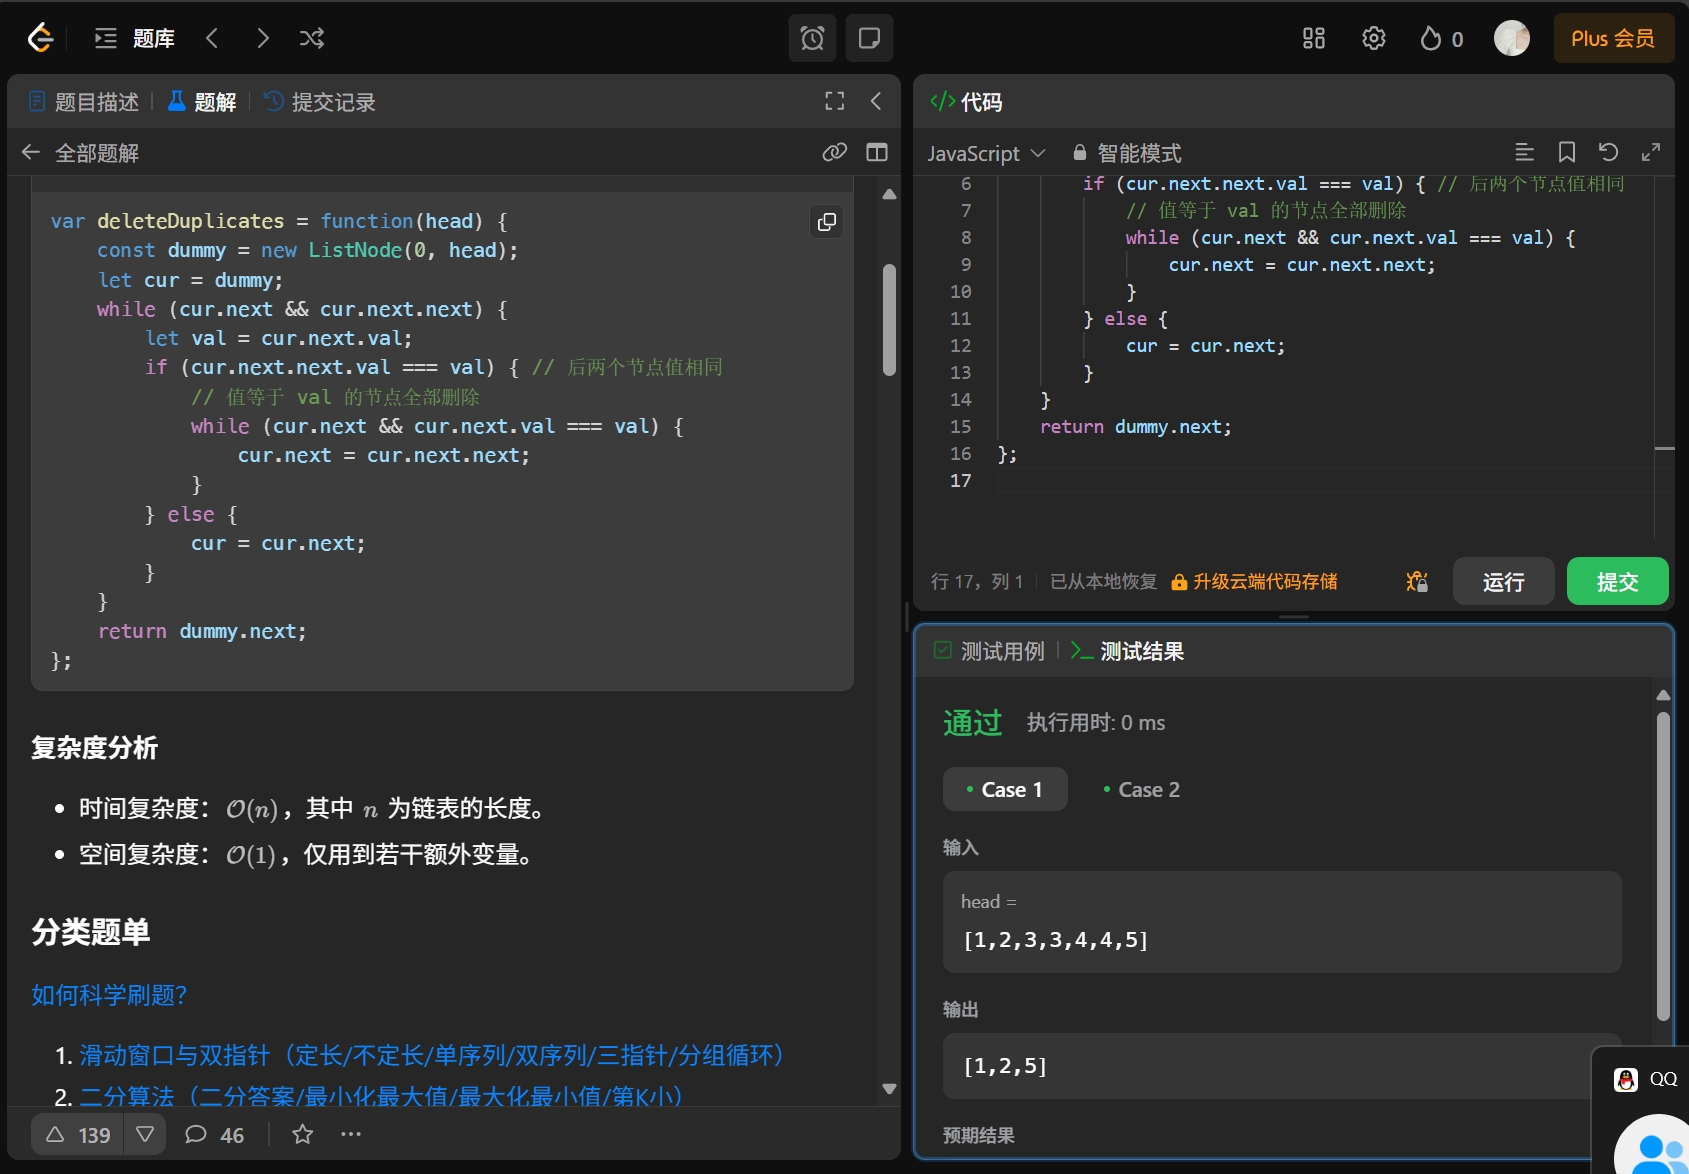 题库
0
Plus 会员
题目描述
题解
提交记录
全部题解
var deleteDuplicates = function(head) {
const dummy = new ListNode(0, head);
let cur = dummy;
while (cur.next && cur.next.next) {
let val = cur.next.val;
if (cur.next.next.val === val) { // 后两个节点值相同
// 值等于 val 的节点全部删除
while (cur.next && cur.next.val === val) {
cur.next = cur.next.next;
}
} else {
cur = cur.next;
}
}
return dummy.next;
};
复杂度分析
• 时间复杂度：O(n)，其中 n 为链表的长度。
• 空间复杂度：O(1)，仅用到若干额外变量。
分类题单
如何科学刷题？
1. 滑动窗口与双指针（定长/不定长/单序列/双序列/三指针/分组循环）
2. 二分算法（二分答案/最小化最大值/最大化最小值/第K小）
139
46
</> 代码
JavaScript
智能模式
6 if (cur.next.next.val === val) { // 后两个节点值相同
7 // 值等于 val 的节点全部删除
8 while (cur.next && cur.next.val === val) {
9 cur.next = cur.next.next;
10 }
11 } else {
12 cur = cur.next;
13 }
14 }
15 return dummy.next;
16 };
17
行 17，列 1
已从本地恢复
升级云端代码存储
运行
提交
测试用例
>_ 测试结果
通过
执行用时: 0 ms
• Case 1
• Case 2
输入
head =
[1,2,3,3,4,4,5]
输出
[1,2,5]
预期结果
QQ